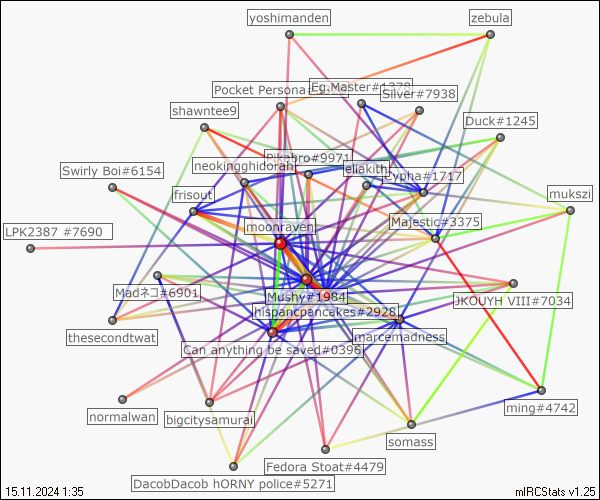 yoshimanden
zebula
Pocket Persona
Eg.Master#1378
Silver#7938
shawntee9
Duck#1245
Pikabro#9971
neokingghidorah
eliakith
Cypha#1717
Swirly Boi#6154
frisout
mukszi
Majestic#3375
moonraven
LPK2387 #7690
Madネコ#6901
Mushy#1984
JKOUYH VIII#7034
hispancpancakes#2928
thesecondtwat
marcemadness
Can anything be saved#0396
ming#4742
normalwan
bigcitysamurai
somass
Fedora Stoat#4479
DacobDacob hORNY police#5271
15.11.2024 1:35
mIRCStats v1.25